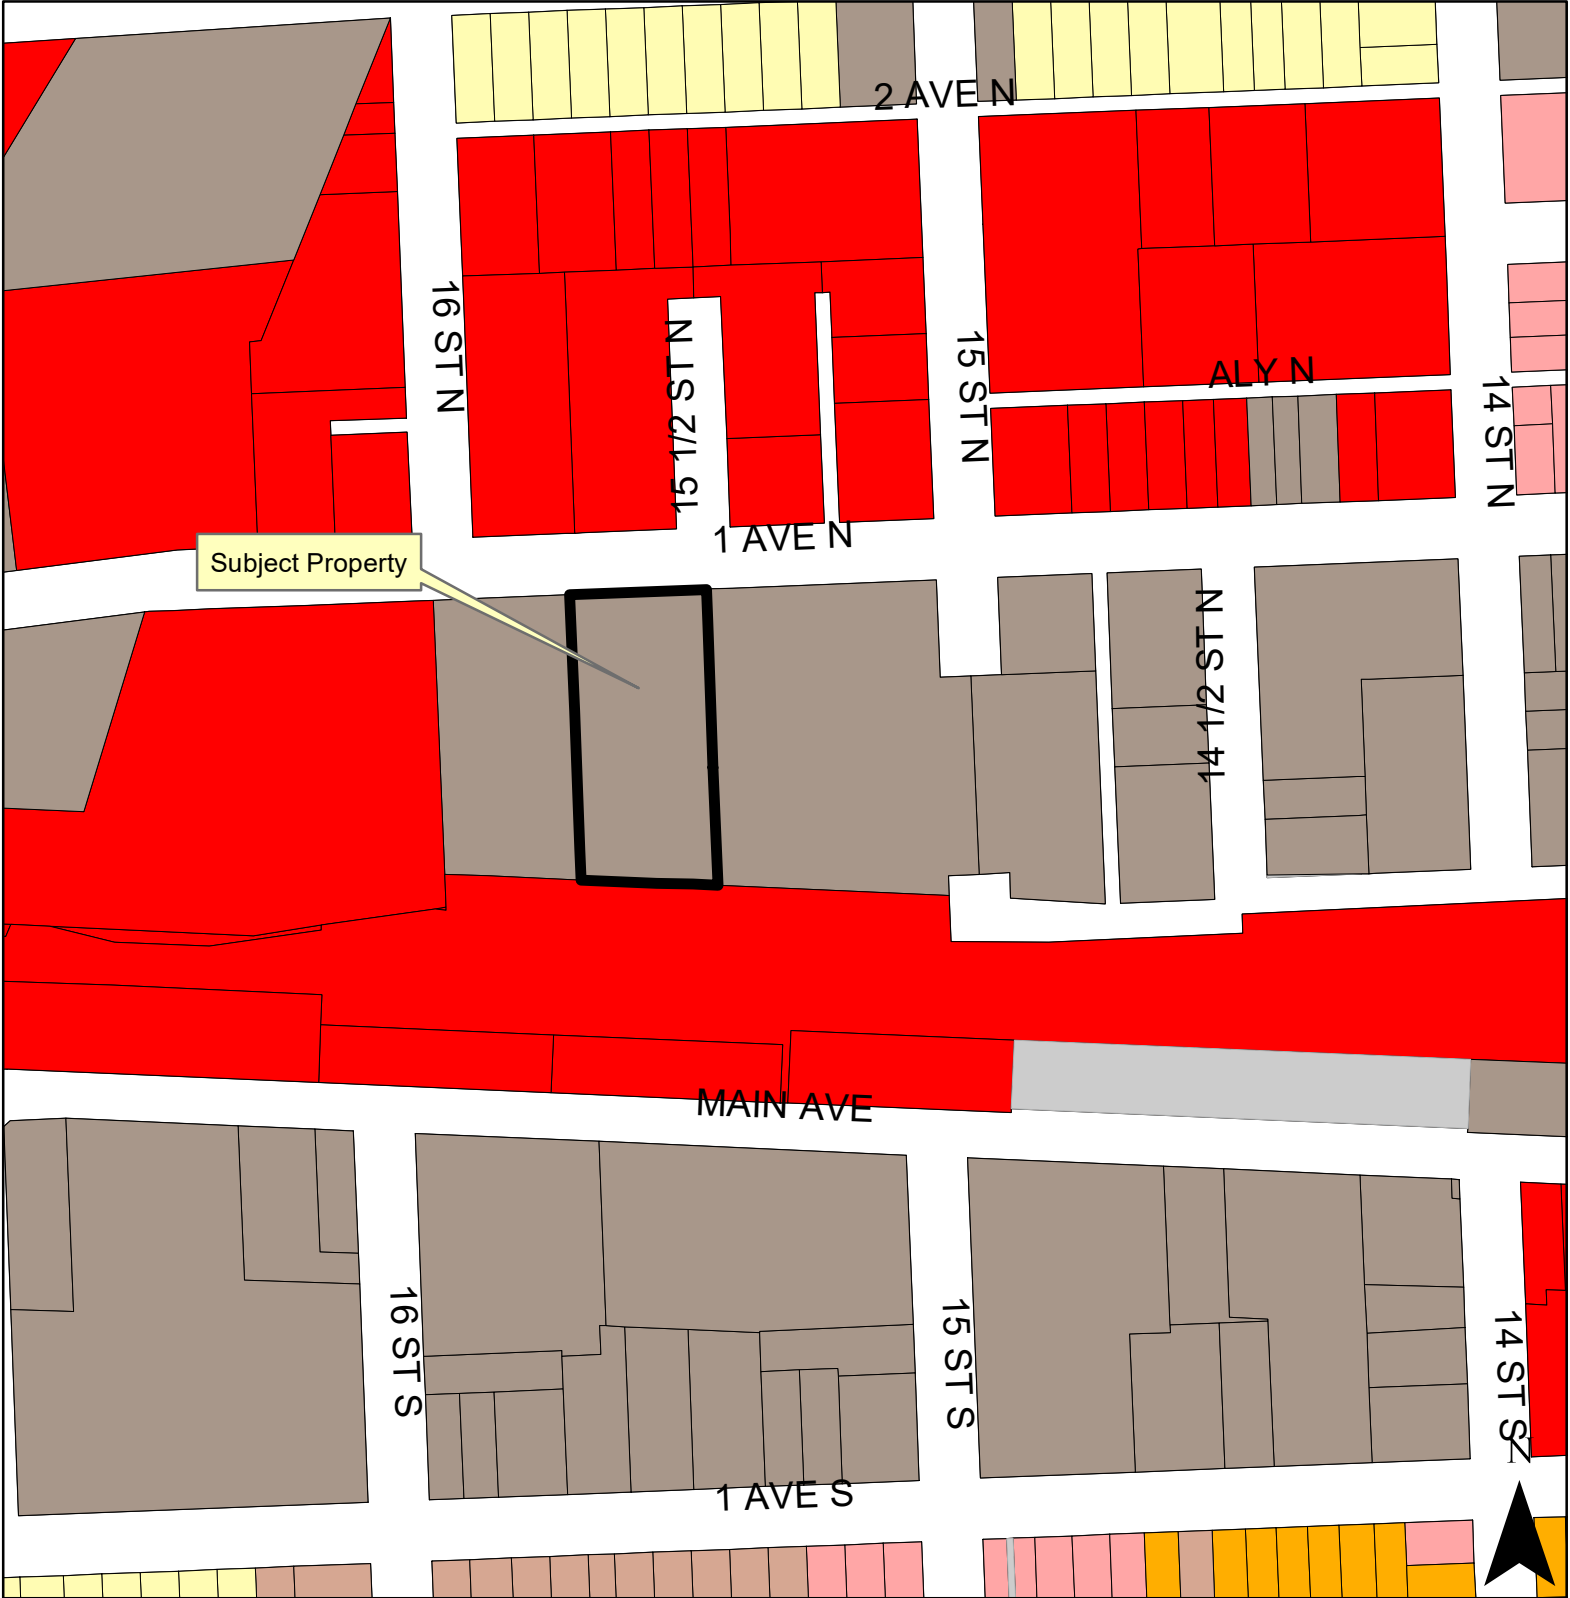 2 AVE N
16 ST N
15 1/2 ST N
15 ST N
ALY N
14 ST N
1 AVE N
Subject Property
14 1/2 ST N
MAIN AVE
16 ST S
15 ST S
14 ST S
N
1 AVE S